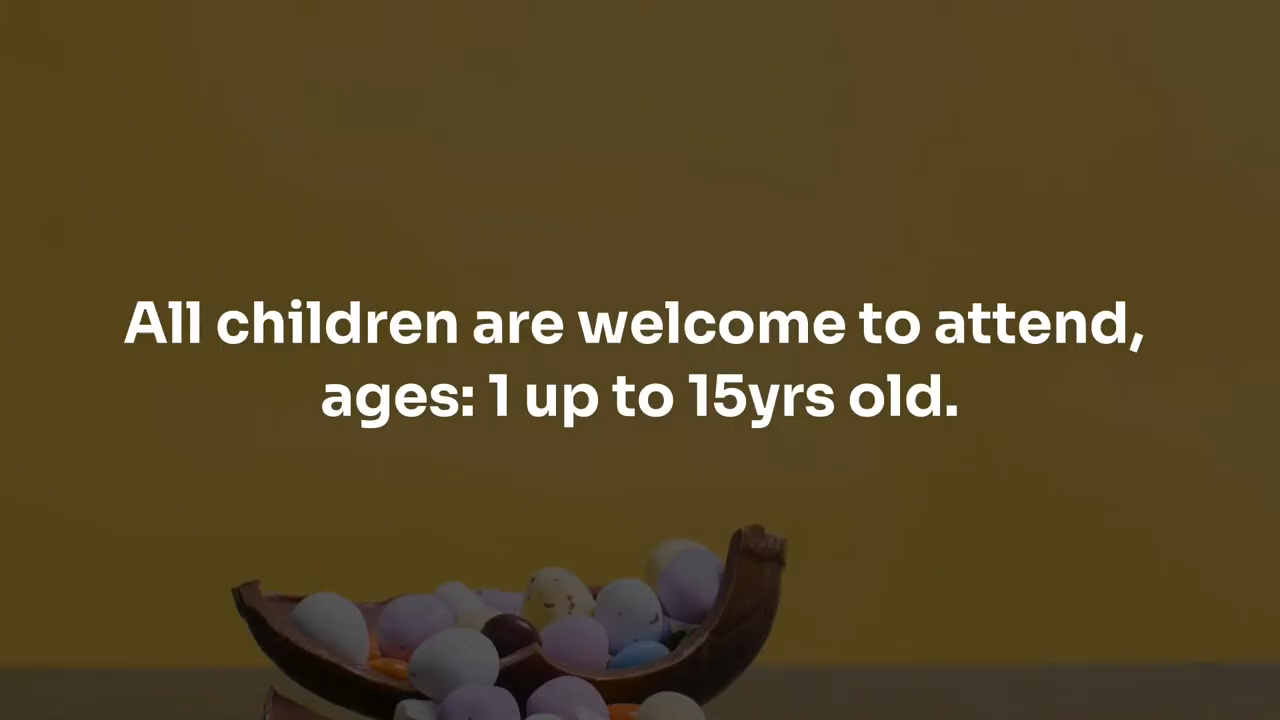 All children are welcome to attend,
ages: 1 up to 15yrs old.